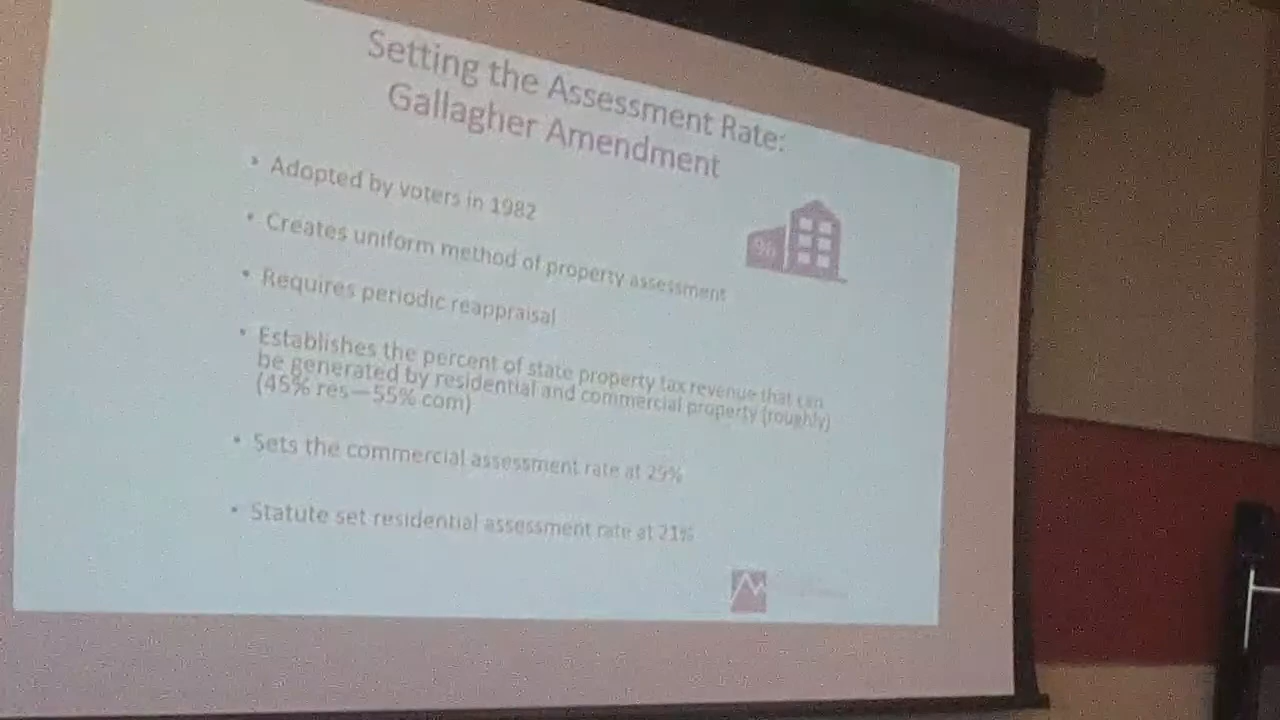 Setting the Assessment Rate:
Gallagher Amendment
• Adopted by voters in 1982
• Creates uniform method of property assessment
• Requires periodic reappraisal
• Establishes the percent of state property tax revenue that can
be generated by residential and commercial property (roughly)
(45% res—55% com)
• Sets the commercial assessment rate at 29%
• Statute set residential assessment rate at 21%